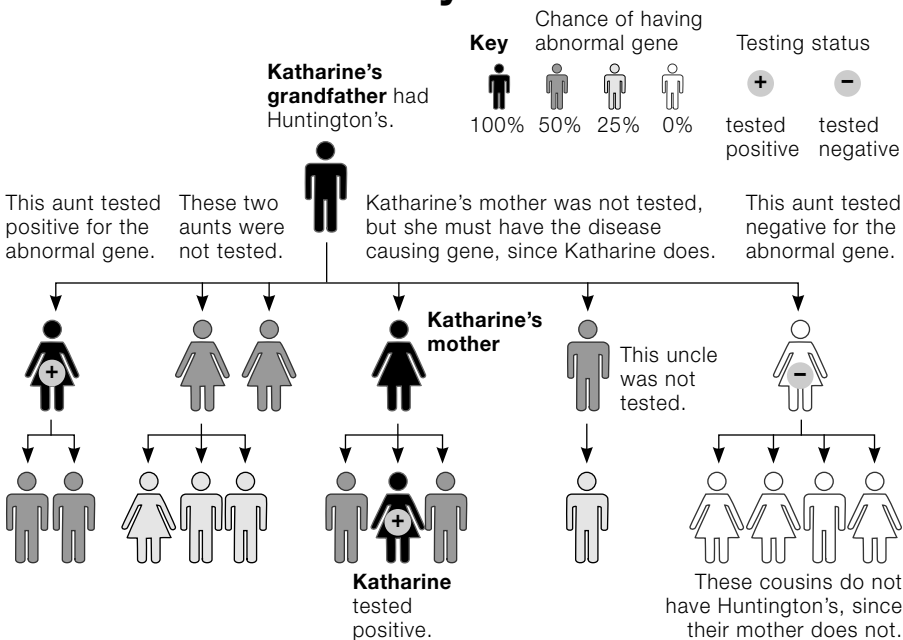 Key
Chance of having
abnormal gene
Testing status
100% 50% 25% 0%
+
−
tested
positive
tested
negative
Katharine's
grandfather had
Huntington's.
This aunt tested
positive for the
abnormal gene.
These two
aunts were
not tested.
Katharine's mother was not tested,
but she must have the disease
causing gene, since Katharine does.
This aunt tested
negative for the
abnormal gene.
+
Katharine's
mother
This uncle
was not
tested.
−
+
Katharine
tested
positive.
These cousins do not
have Huntington's, since
their mother does not.